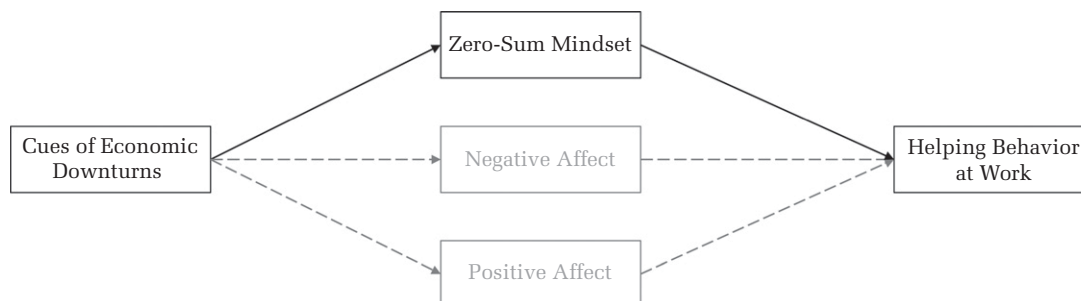 Zero-Sum Mindset
Cues of Economic
Downturns
Negative Affect
Helping Behavior
at Work
Positive Affect